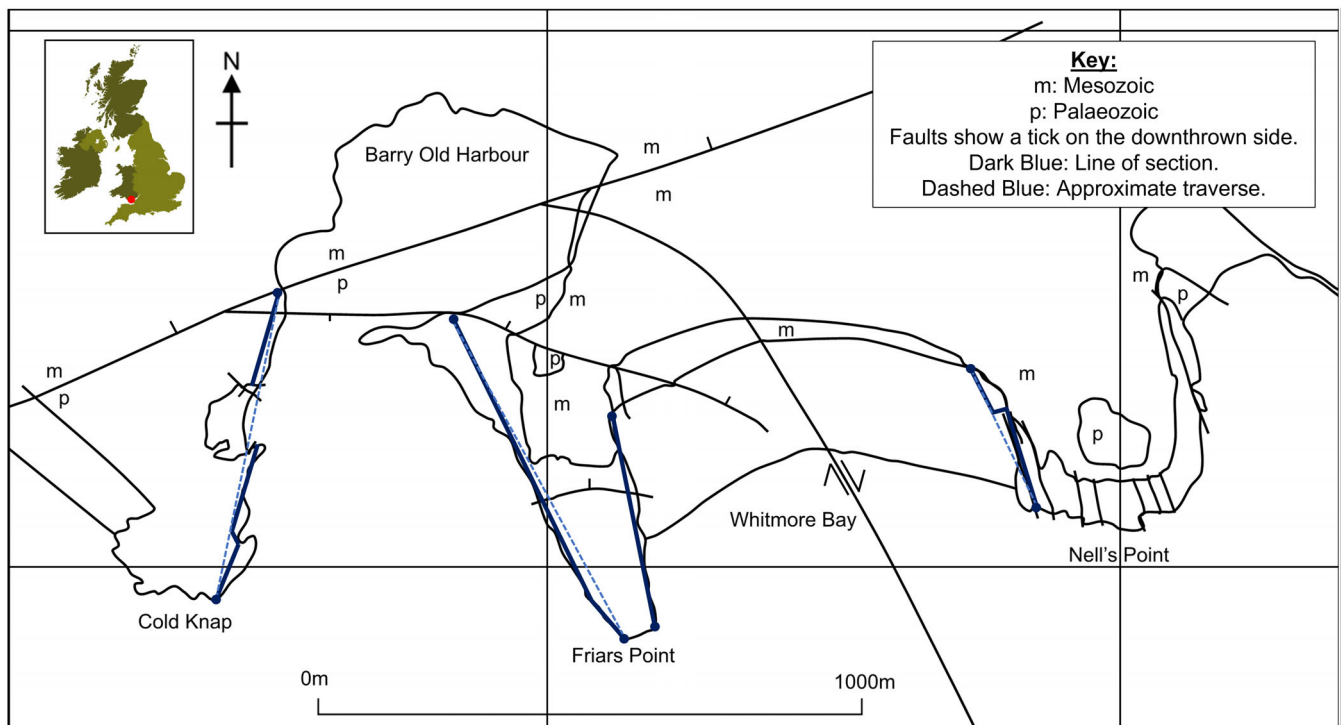 N
Key:
m: Mesozoic
p: Palaeozoic
Faults show a tick on the downthrown side.
Dark Blue: Line of section.
Dashed Blue: Approximate traverse.
Barry Old Harbour
m
m
m
p
m
p
m
p
m
p
m
p
m
m
p
p
m
Whitmore Bay
Nell's Point
Cold Knap
Friars Point
0m
1000m